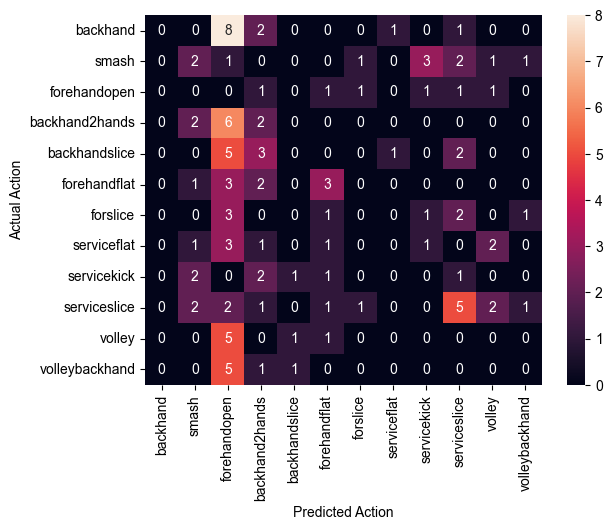 backhand 0 0 8 2 0 0 0 1 0 1 0 0
smash 0 2 1 0 0 0 1 0 3 2 1 1
forehandopen 0 0 0 1 0 1 1 0 1 1 1 0
backhand2hands 0 2 6 2 0 0 0 0 0 0 0 0
backhandslice 0 0 5 3 0 0 0 1 0 2 0 0
forehandflat 0 1 3 2 0 3 0 0 0 0 0 0
forslice 0 0 3 0 0 1 0 0 1 2 0 1
serviceflat 0 1 3 1 0 1 0 0 1 0 2 0
servicekick 0 2 0 2 1 1 0 0 0 1 0 0
serviceslice 0 2 2 1 0 1 1 0 0 5 2 1
volley 0 0 5 0 1 1 0 0 0 0 0 0
volleybackhand 0 0 5 1 1 0 0 0 0 0 0 0
Actual Action
backhand
smash
forehandopen
backhand2hands
backhandslice
forehandflat
forslice
serviceflat
servicekick
serviceslice
volley
volleybackhand
Predicted Action
8
7
6
5
4
3
2
1
0